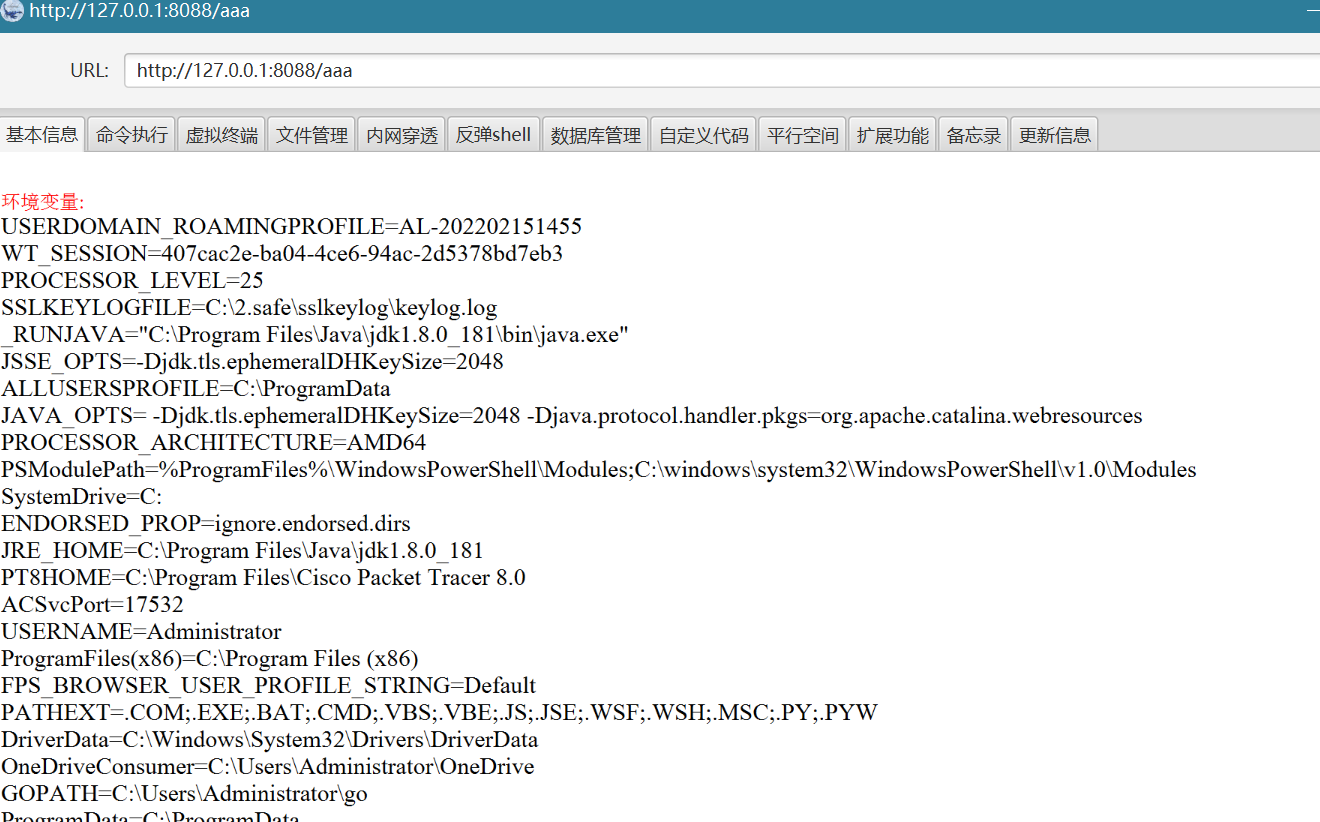 http://127.0.0.1:8088/aaa
URL: http://127.0.0.1:8088/aaa
基本信息 命令执行 虚拟终端 文件管理 内网穿透 反弹shell 数据库管理 自定义代码 平行空间 扩展功能 备忘录 更新信息
环境变量:
USERDOMAIN_ROAMINGPROFILE=AL-202202151455
WT_SESSION=407cac2e-ba04-4ce6-94ac-2d5378bd7eb3
PROCESSOR_LEVEL=25
SSLKEYLOGFILE=C:\2.safe\sslkeylog\keylog.log
_RUNJAVA="C:\Program Files\Java\jdk1.8.0_181\bin\java.exe"
JSSE_OPTS=-Djdk.tls.ephemeralDHKeySize=2048
ALLUSERSPROFILE=C:\ProgramData
JAVA_OPTS= -Djdk.tls.ephemeralDHKeySize=2048 -Djava.protocol.handler.pkgs=org.apache.catalina.webresources
PROCESSOR_ARCHITECTURE=AMD64
PSModulePath=%ProgramFiles%\WindowsPowerShell\Modules;C:\windows\system32\WindowsPowerShell\v1.0\Modules
SystemDrive=C:
ENDORSED_PROP=ignore.endorsed.dirs
JRE_HOME=C:\Program Files\Java\jdk1.8.0_181
PT8HOME=C:\Program Files\Cisco Packet Tracer 8.0
ACSvcPort=17532
USERNAME=Administrator
ProgramFiles(x86)=C:\Program Files (x86)
FPS_BROWSER_USER_PROFILE_STRING=Default
PATHEXT=.COM;.EXE;.BAT;.CMD;.VBS;.VBE;.JS;.JSE;.WSF;.WSH;.MSC;.PY;.PYW
DriverData=C:\Windows\System32\Drivers\DriverData
OneDriveConsumer=C:\Users\Administrator\OneDrive
GOPATH=C:\Users\Administrator\go
ProgramData=C:\ProgramData